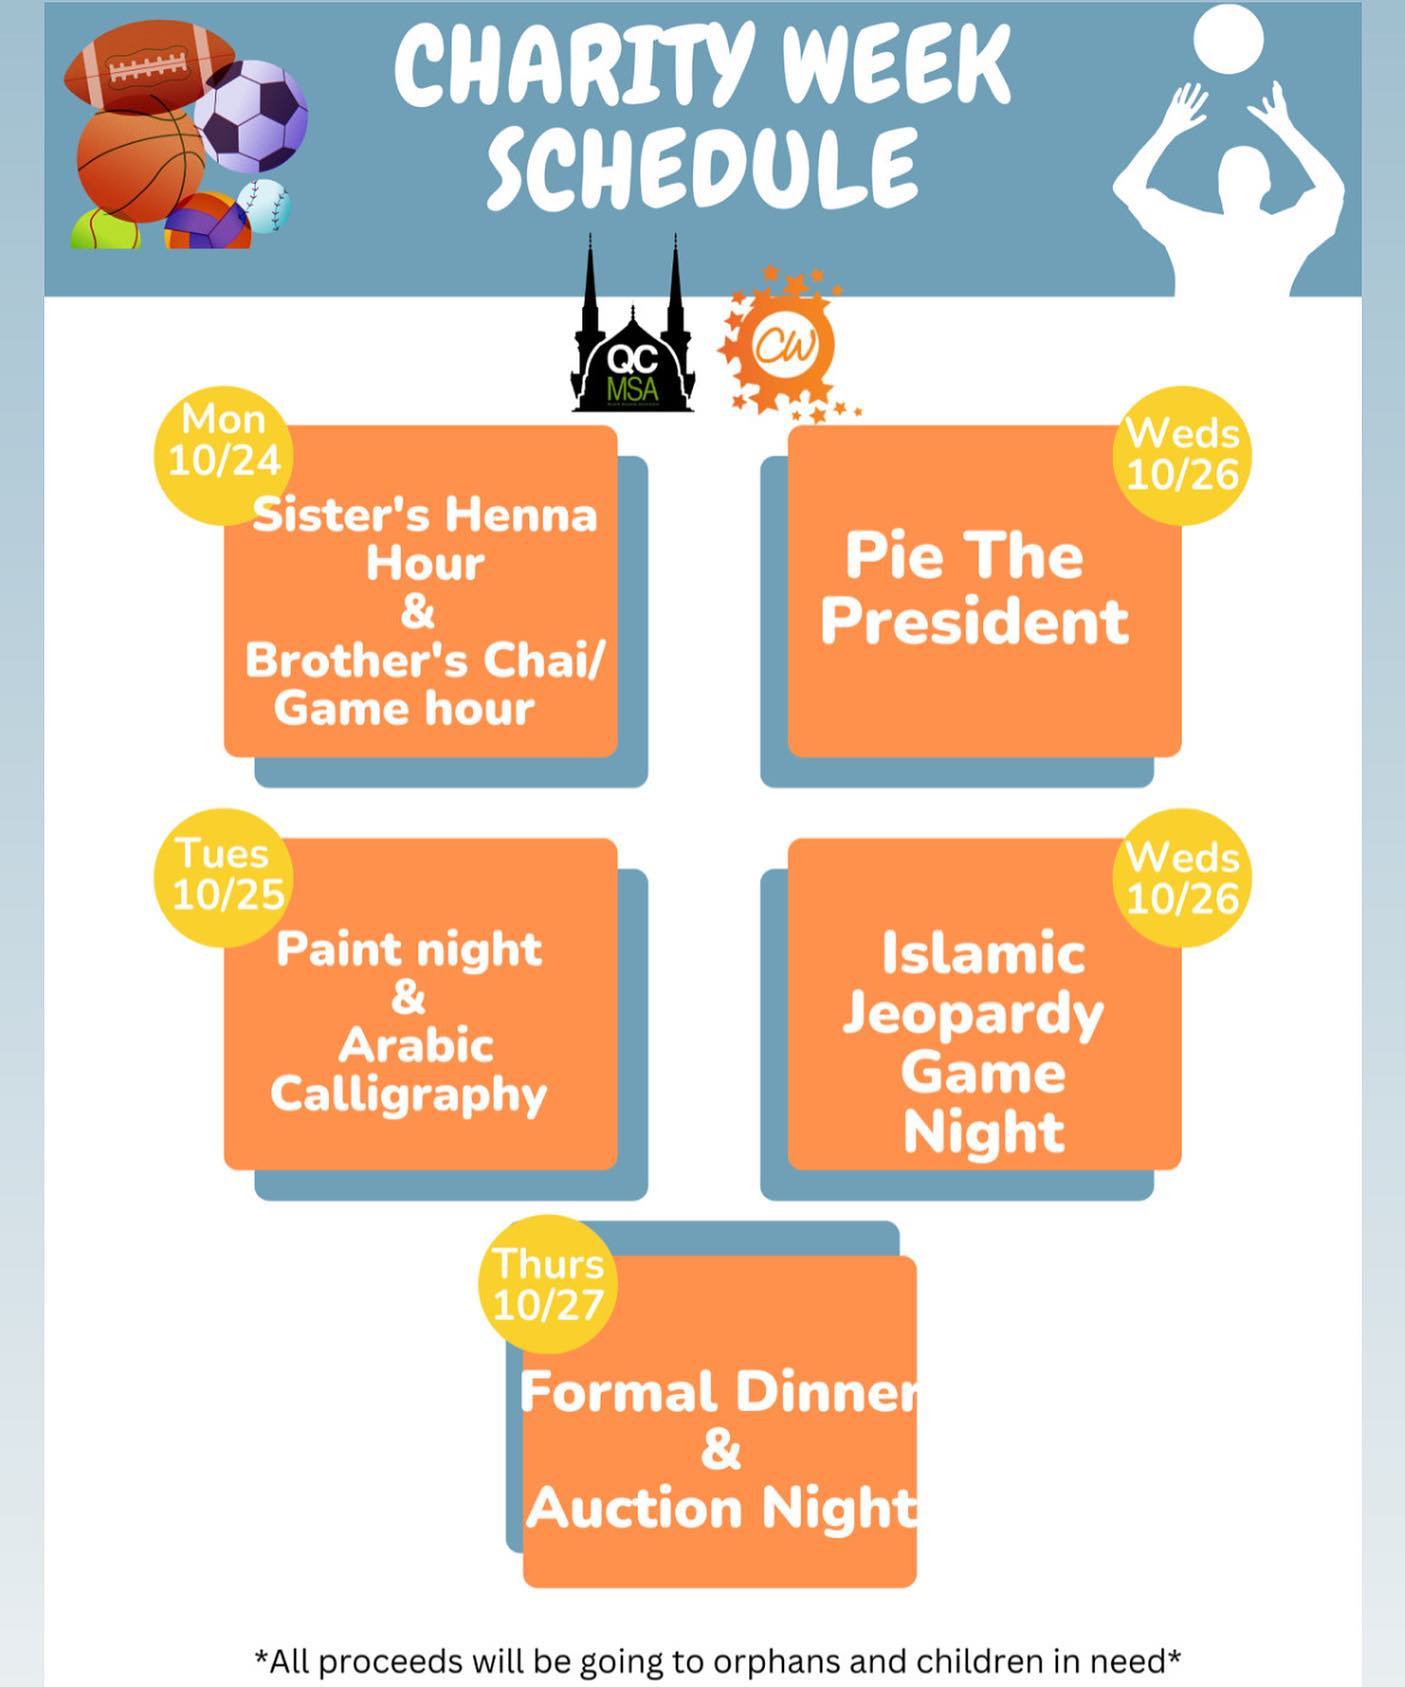 CHARITY WEEK
SCHEDULE
QC
MSA
CW
Mon
10/24
Sister's Henna
Hour
&
Brother's Chai/
Game hour
Weds
10/26
Pie The
President
Tues
10/25
Paint night
&
Arabic
Calligraphy
Weds
10/26
Islamic
Jeopardy
Game
Night
Thurs
10/27
Formal Dinner
&
Auction Night
*All proceeds will be going to orphans and children in need*